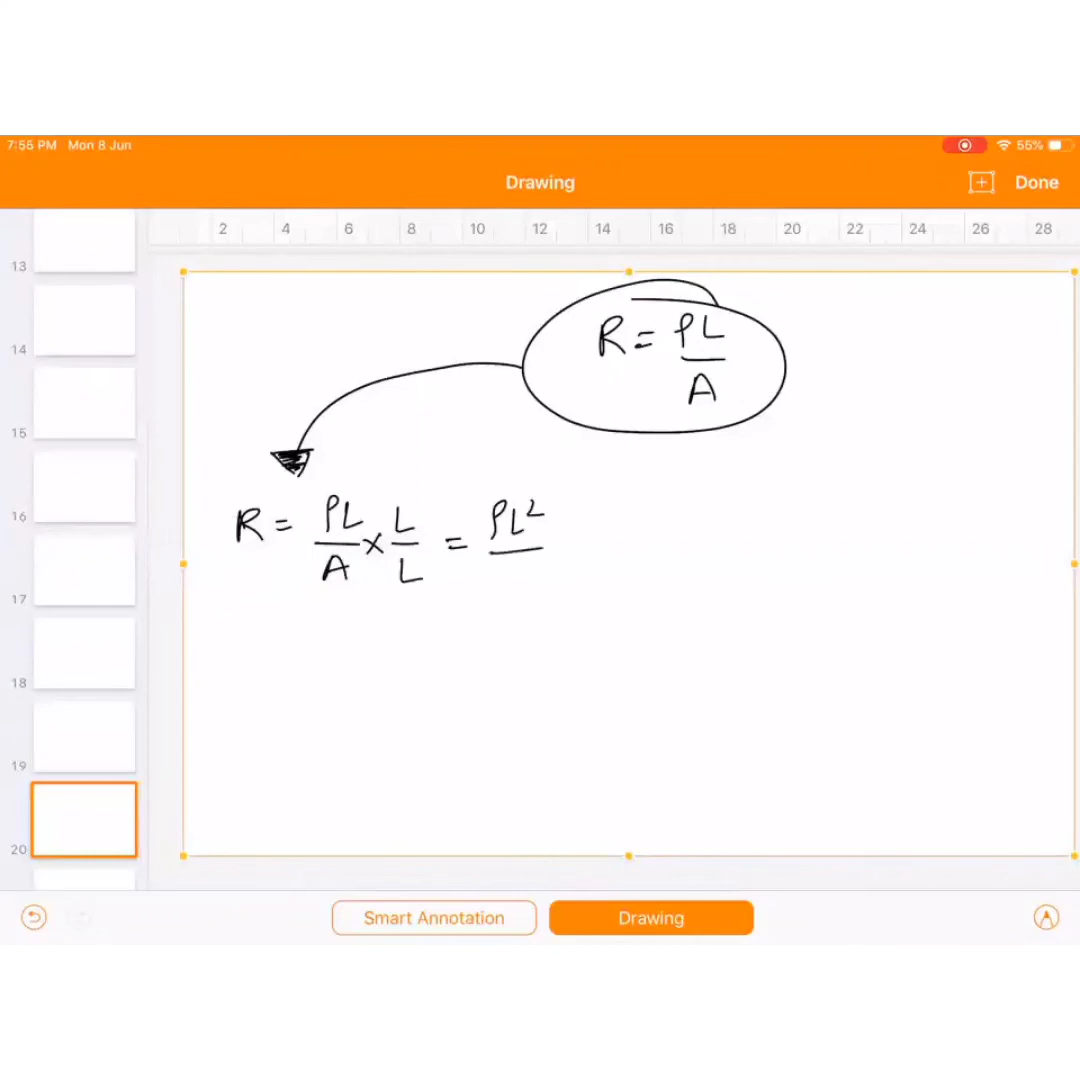 7:55 PM Mon 8 Jun
55%
Drawing
Done
2 4 6 8 10 12 14 16 18 20 22 24 26 28
13
14
15
16
17
18
19
20
R = ρL/A
R = ρL/A × L/L = ρL²
Smart Annotation
Drawing